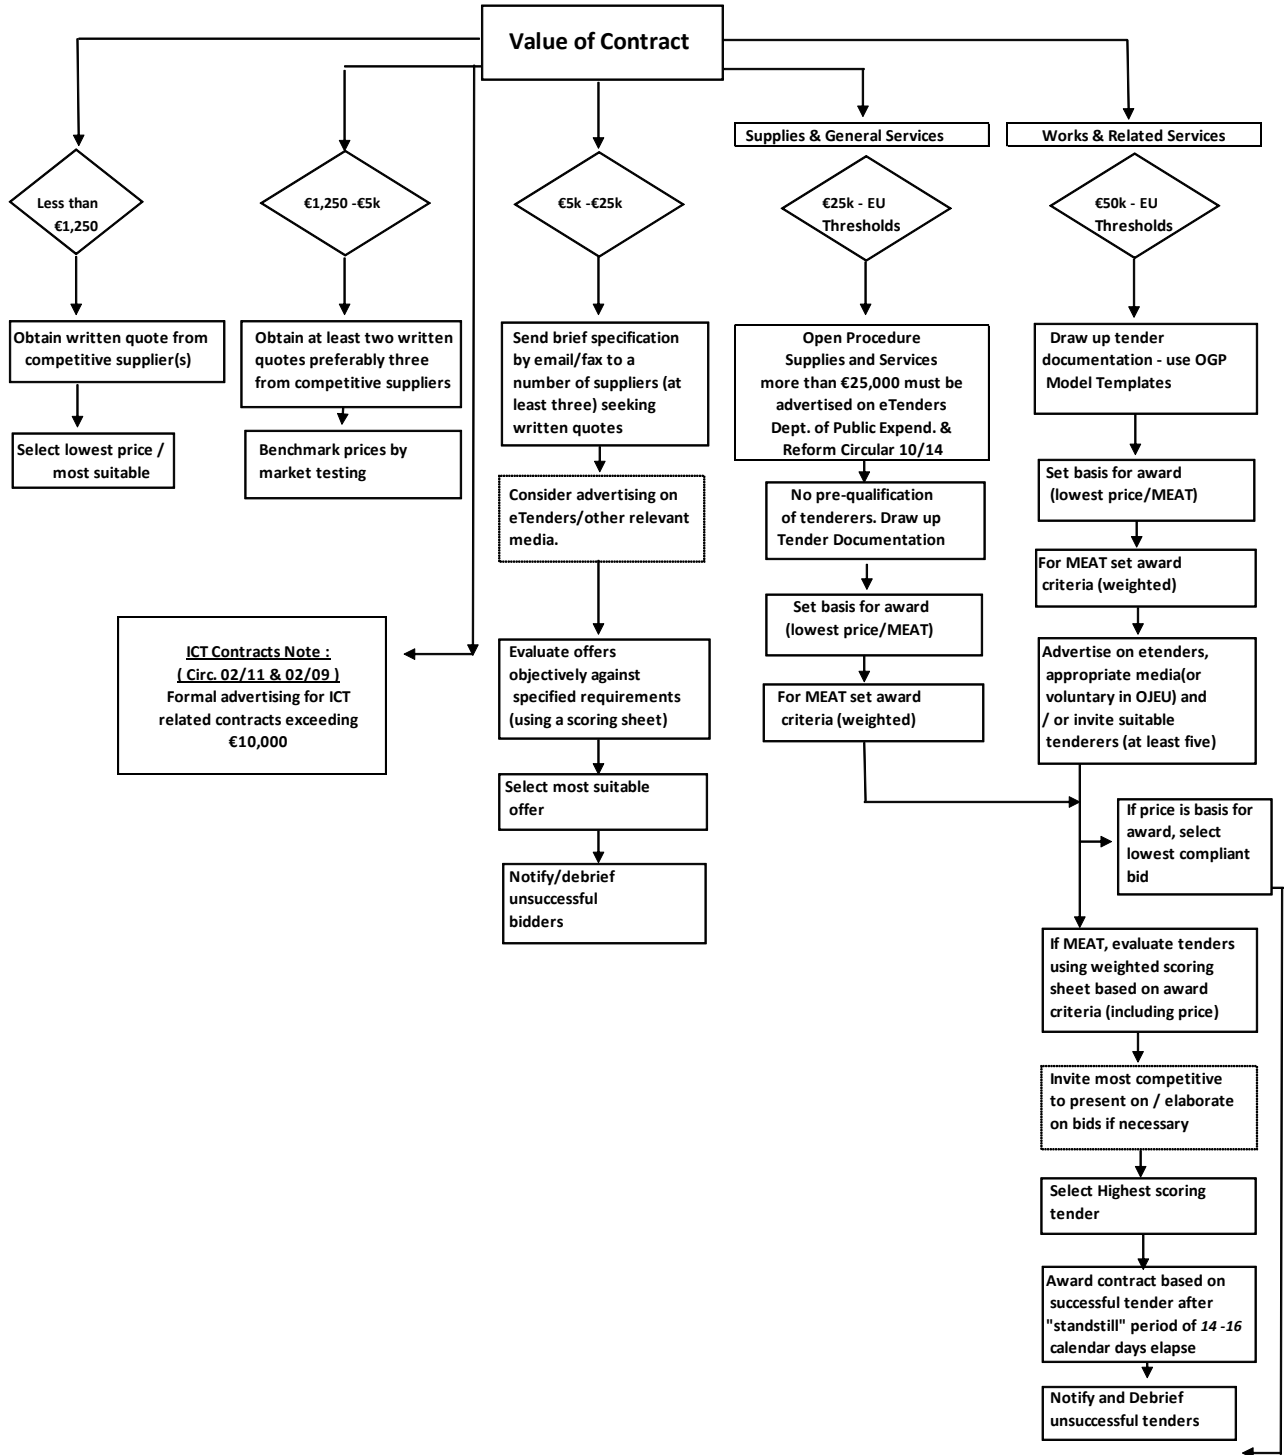 Value of Contract
Supplies & General Services
Works & Related Services
Less than
€1,250
€1,250 -€5k
€5k -€25k
€25k - EU
Thresholds
€50k - EU
Thresholds
Obtain written quote from
competitive supplier(s)
Select lowest price /
most suitable
Obtain at least two written
quotes preferably three
from competitive suppliers
Benchmark prices by
market testing
ICT Contracts Note :
( Circ. 02/11 & 02/09 )
Formal advertising for ICT
related contracts exceeding
€10,000
Send brief specification
by email/fax to a
number of suppliers (at
least three) seeking
written quotes
Consider advertising on
eTenders/other relevant
media.
Evaluate offers
objectively against
specified requirements
(using a scoring sheet)
Select most suitable
offer
Notify/debrief
unsuccessful
bidders
Open Procedure
Supplies and Services
more than €25,000 must be
advertised on eTenders
Dept. of Public Expend. &
Reform Circular 10/14
No pre-qualification
of tenderers. Draw up
Tender Documentation
Set basis for award
(lowest price/MEAT)
For MEAT set award
criteria (weighted)
Draw up tender
documentation - use OGP
Model Templates
Set basis for award
(lowest price/MEAT)
For MEAT set award
criteria (weighted)
Advertise on etenders,
appropriate media(or
voluntary in OJEU) and
/ or invite suitable
tenderers (at least five)
If price is basis for
award, select
lowest compliant
bid
If MEAT, evaluate tenders
using weighted scoring
sheet based on award
criteria (including price)
Invite most competitive
to present on / elaborate
on bids if necessary
Select Highest scoring
tender
Award contract based on
successful tender after
"standstill" period of 14 -16
calendar days elapse
Notify and Debrief
unsuccessful tenders